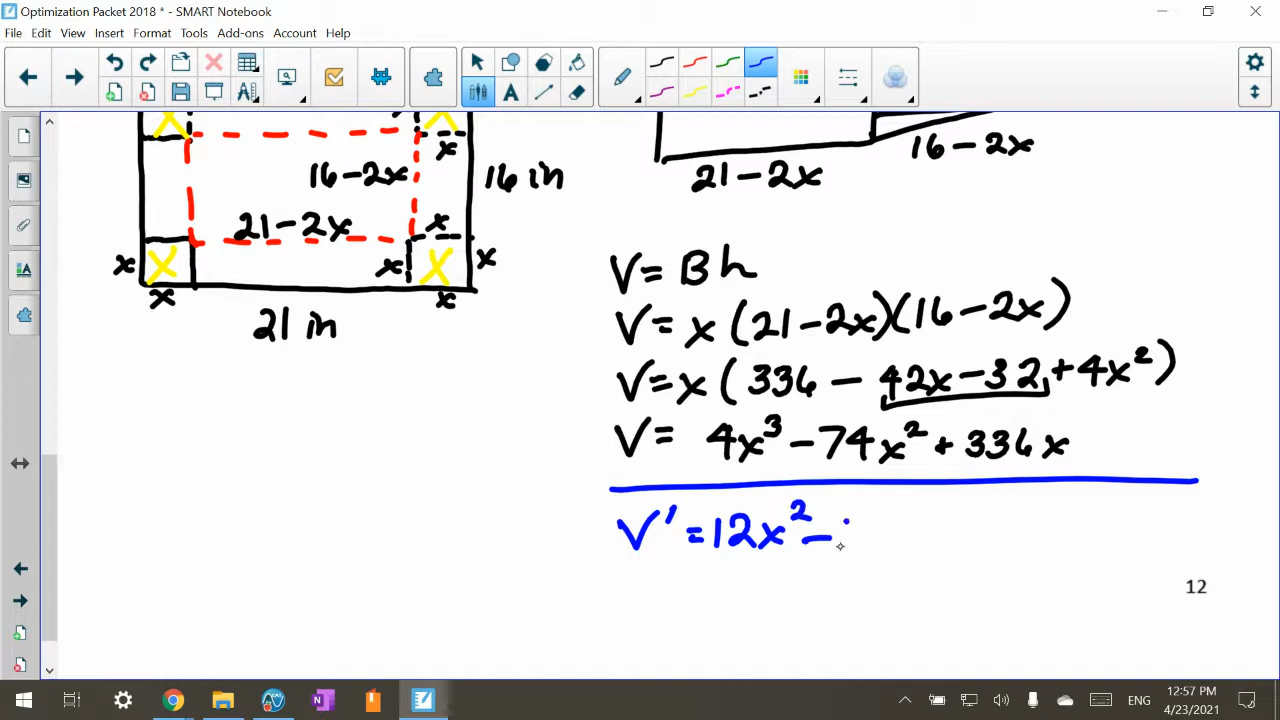 Optimization Packet 2018 * - SMART Notebook
File Edit View Insert Format Tools Add-ons Account Help
X X
x
16-2x 16 in
21-2x x
x X x X x
x x
21 in
21-2x 16-2x
V= Bh
V= x(21-2x)(16-2x)
V= x(336 - 42x-32 +4x²)
V= 4x³-74x²+336x
V'=12x²-
12
ENG 12:57 PM
4/23/2021